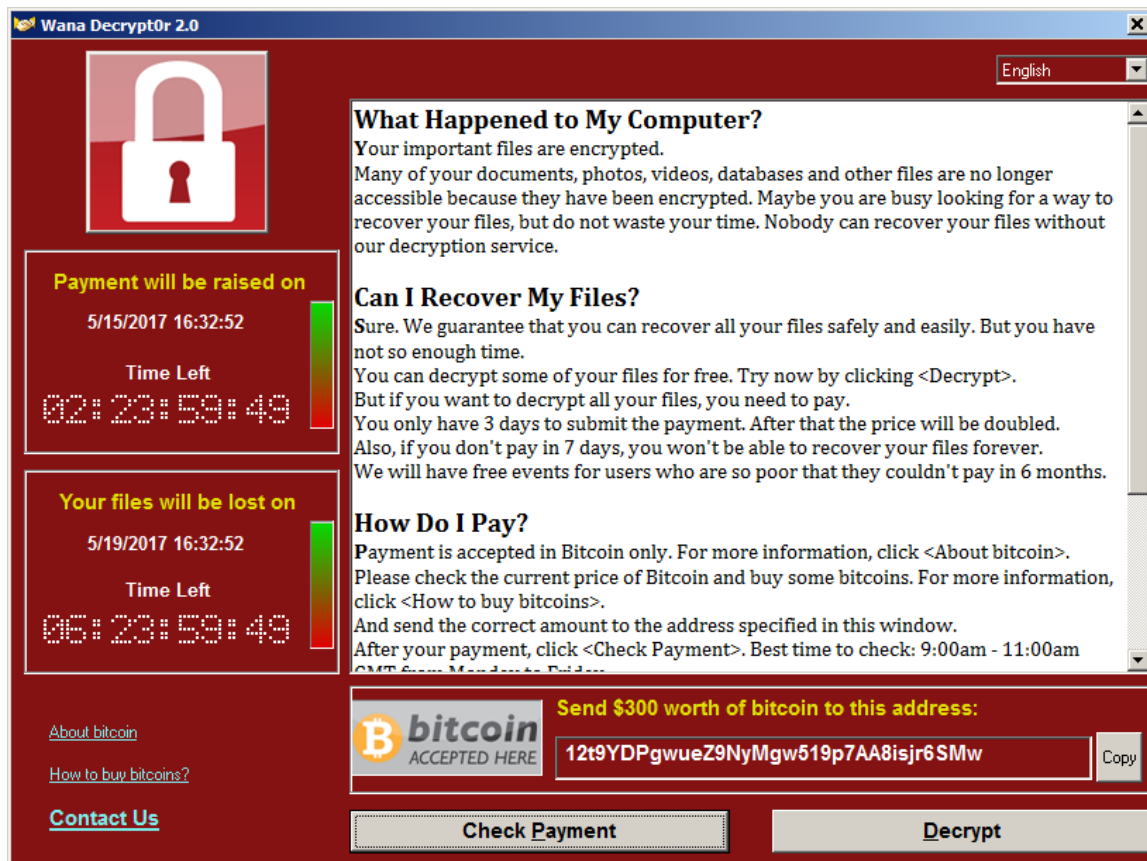 Wana Decrypt0r 2.0
English
What Happened to My Computer?
Your important files are encrypted.
Many of your documents, photos, videos, databases and other files are no longer
accessible because they have been encrypted. Maybe you are busy looking for a way to
recover your files, but do not waste your time. Nobody can recover your files without
our decryption service.
Can I Recover My Files?
Sure. We guarantee that you can recover all your files safely and easily. But you have
not so enough time.
You can decrypt some of your files for free. Try now by clicking <Decrypt>.
But if you want to decrypt all your files, you need to pay.
You only have 3 days to submit the payment. After that the price will be doubled.
Also, if you don't pay in 7 days, you won't be able to recover your files forever.
We will have free events for users who are so poor that they couldn't pay in 6 months.
How Do I Pay?
Payment is accepted in Bitcoin only. For more information, click <About bitcoin>.
Please check the current price of Bitcoin and buy some bitcoins. For more information,
click <How to buy bitcoins>.
And send the correct amount to the address specified in this window.
After your payment, click <Check Payment>. Best time to check: 9:00am - 11:00am
GMT from Monday to Friday.
Payment will be raised on
5/15/2017 16:32:52
Time Left
02:23:59:49
Your files will be lost on
5/19/2017 16:32:52
Time Left
06:23:59:49
About bitcoin
How to buy bitcoins?
Contact Us
bitcoin
ACCEPTED HERE
Send $300 worth of bitcoin to this address:
12t9YDPgwueZ9NyMgw519p7AA8isjr6SMw
Copy
Check Payment
Decrypt